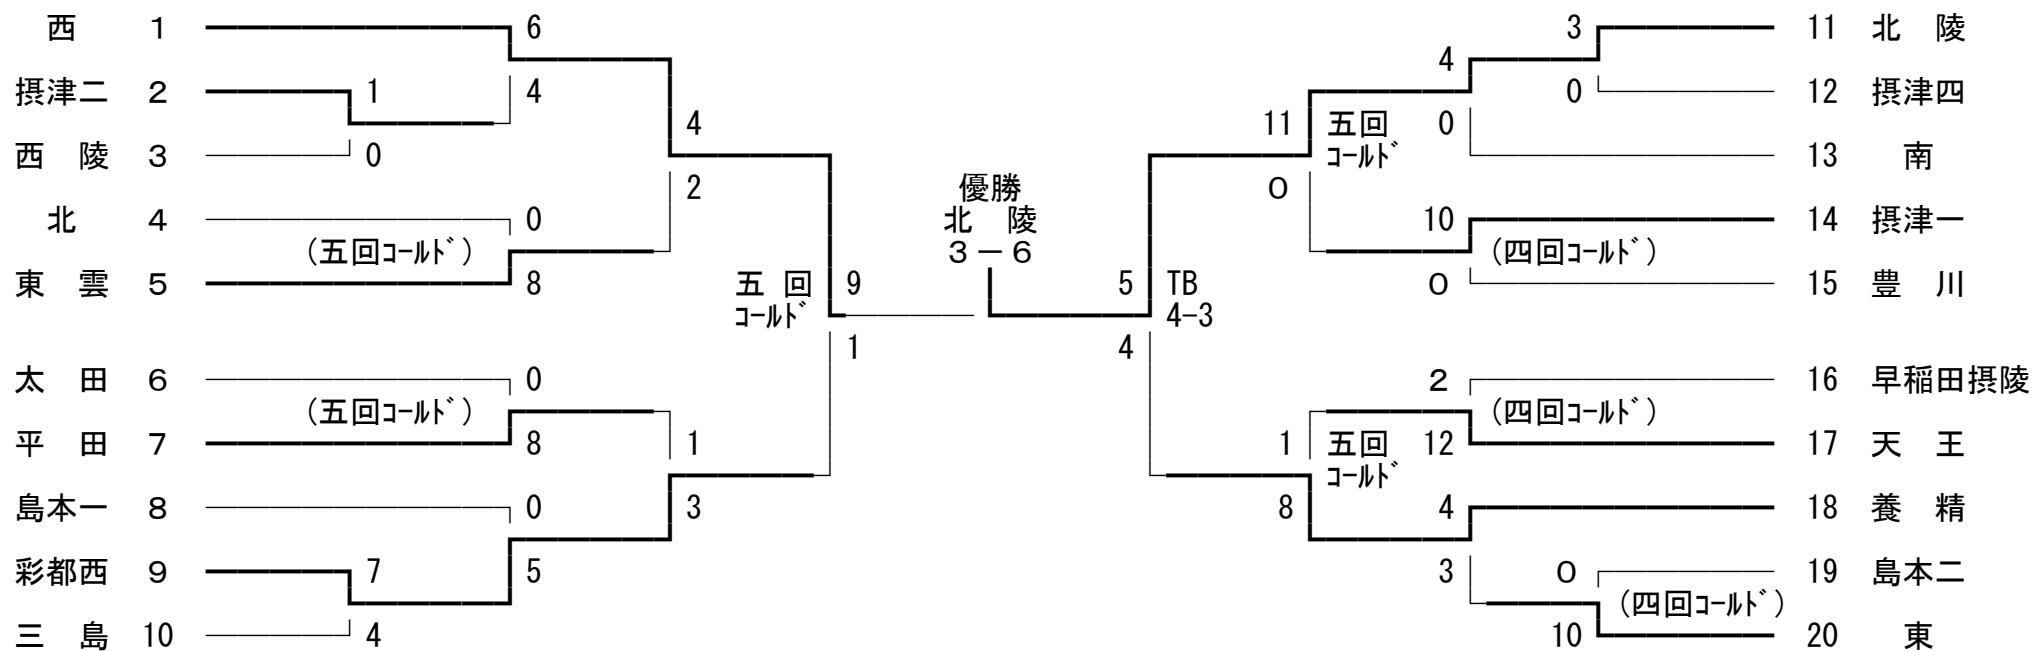 西 1 6 3 11 北 陵
4
摂津二 2 1 4 0 12 摂津四
4 11 五回 0
西 陵 3 0 ｺｰﾙﾄﾞ 13 南
2 優勝 0
北 4 0 北 陵 10 14 摂津一
(五回ｺｰﾙﾄﾞ) 3－6 (四回ｺｰﾙﾄﾞ)
東 雲 5 8 五 回 9 5 TB 0 15 豊 川
ｺｰﾙﾄﾞ 4-3
1 4
太 田 6 0 2 16 早稲田摂陵
(五回ｺｰﾙﾄﾞ) (四回ｺｰﾙﾄﾞ)
平 田 7 8 1 1 五回 12 17 天 王
ｺｰﾙﾄﾞ
島本一 8 0 3 8 4 18 養 精
彩都西 9 7 5 3 0 19 島本二
(四回ｺｰﾙﾄﾞ)
三 島 10 4 10 20 東